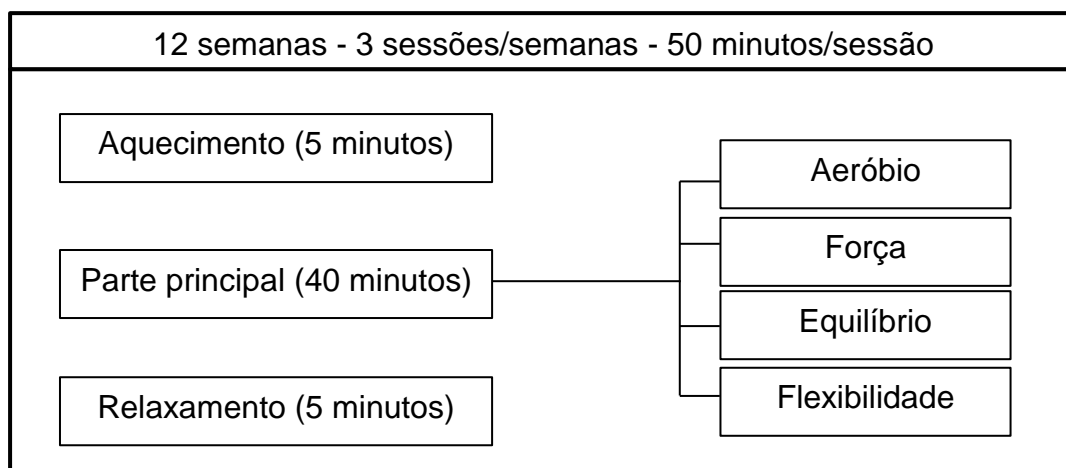 12 semanas - 3 sessões/semanas - 50 minutos/sessão
Aquecimento (5 minutos)
Parte principal (40 minutos)
Relaxamento (5 minutos)
Aeróbio
Força
Equilíbrio
Flexibilidade